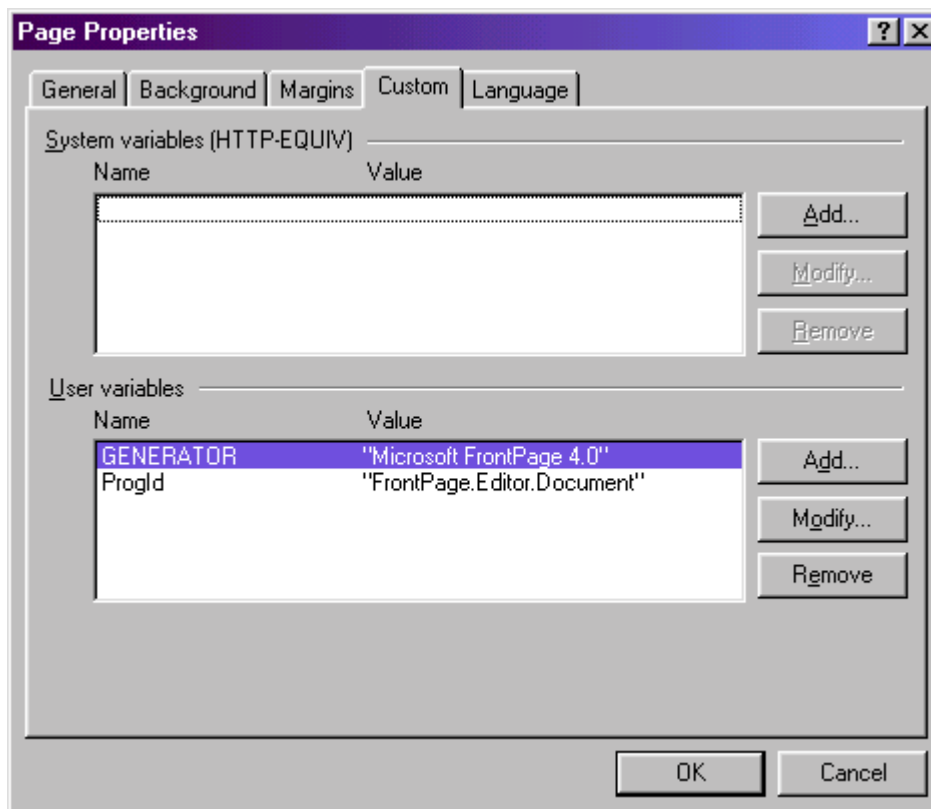 Page Properties
General Background Margins Custom Language
System variables (HTTP-EQUIV)
Name Value
Add...
Modify...
Remove
User variables
Name Value
GENERATOR "Microsoft FrontPage 4.0"
ProgId "FrontPage.Editor.Document"
Add...
Modify...
Remove
OK Cancel